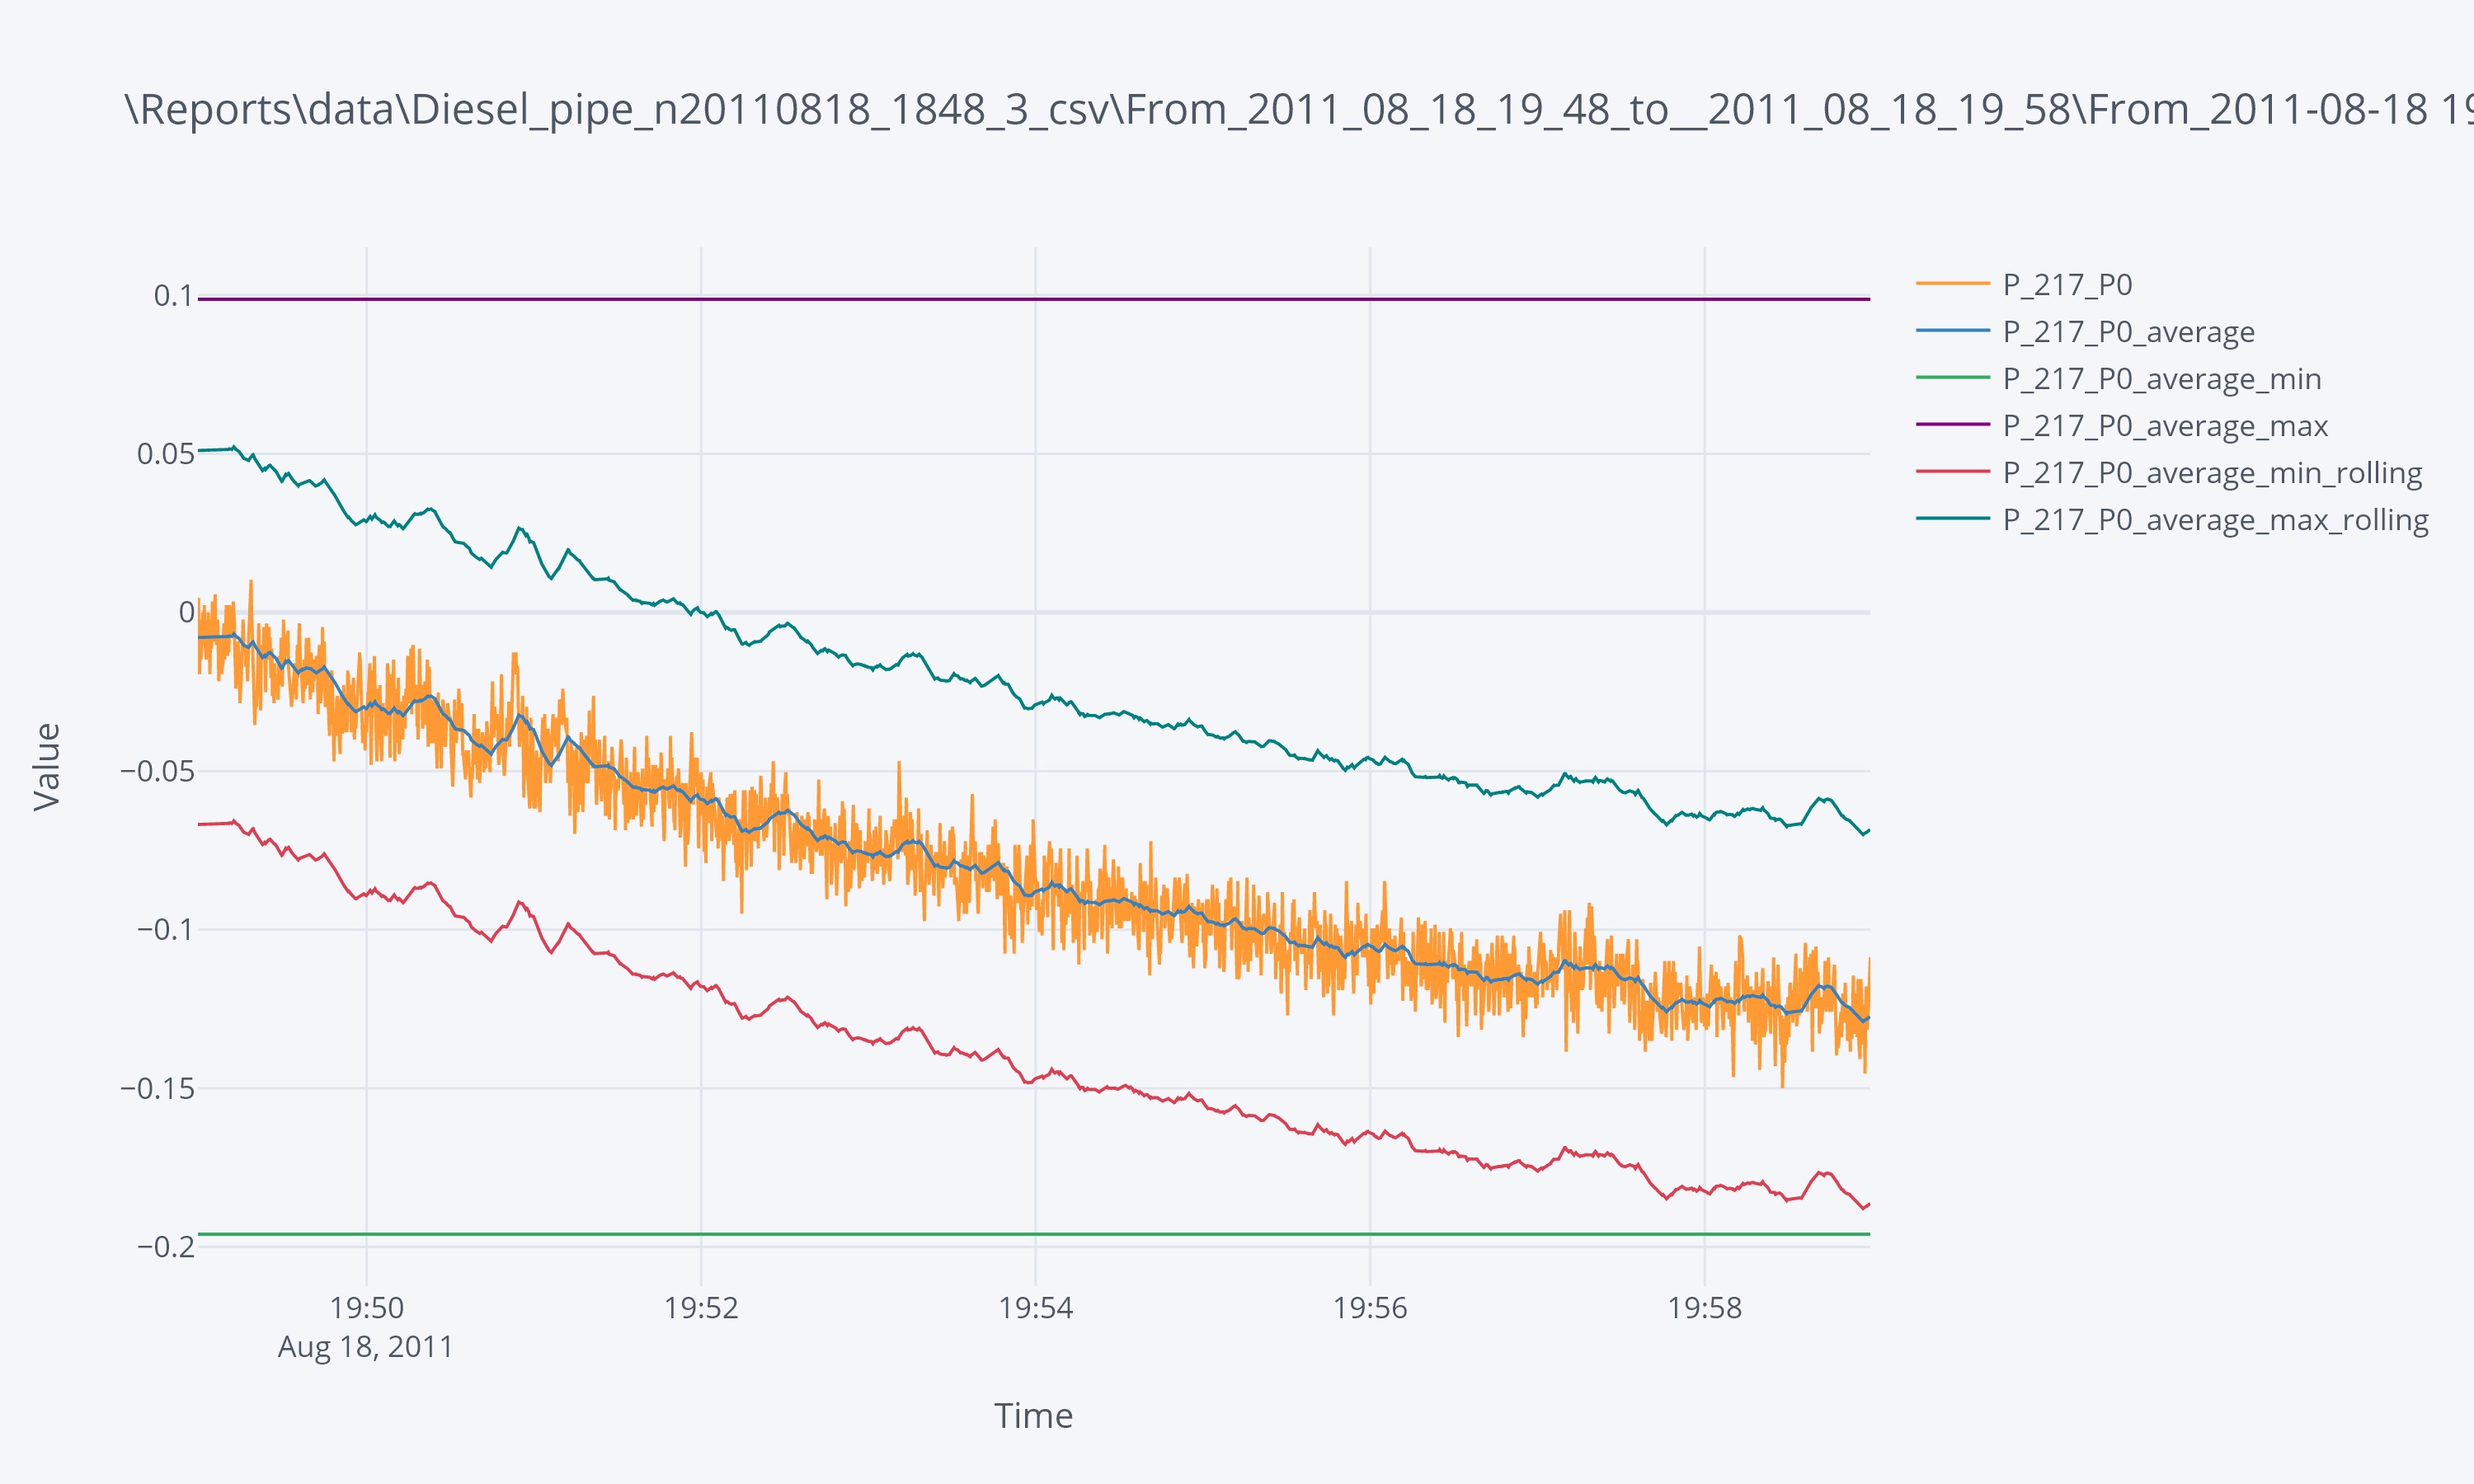 \Reports\data\Diesel_pipe_n20110818_1848_3_csv\From_2011_08_18_19_48_to__2011_08_18_19_58\From_2011-08-18 19
0.1
0.05
0
−0.05
−0.1
−0.15
−0.2
Value
19:50
19:52
19:54
19:56
19:58
Aug 18, 2011
Time
P_217_P0
P_217_P0_average
P_217_P0_average_min
P_217_P0_average_max
P_217_P0_average_min_rolling
P_217_P0_average_max_rolling